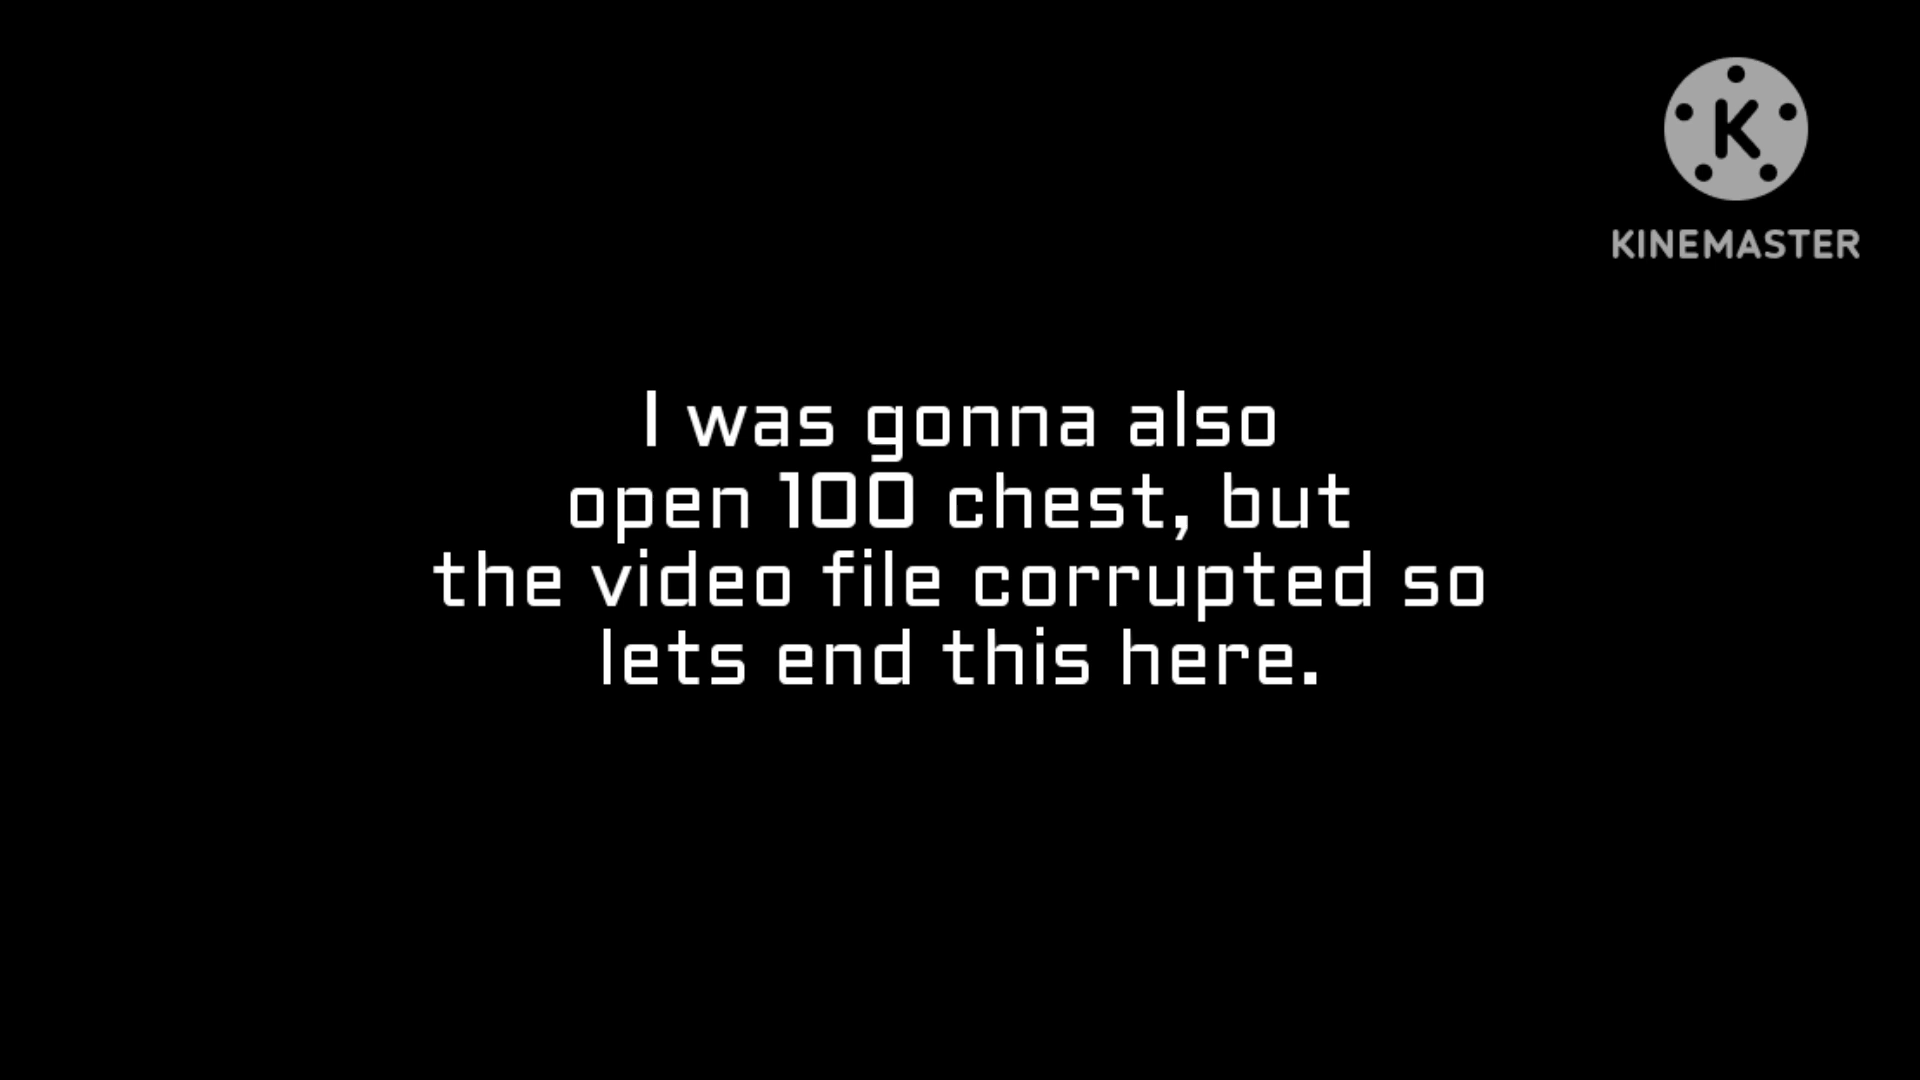 K
KINEMASTER
I was gonna also
open 100 chest, but
the video file corrupted so
lets end this here.